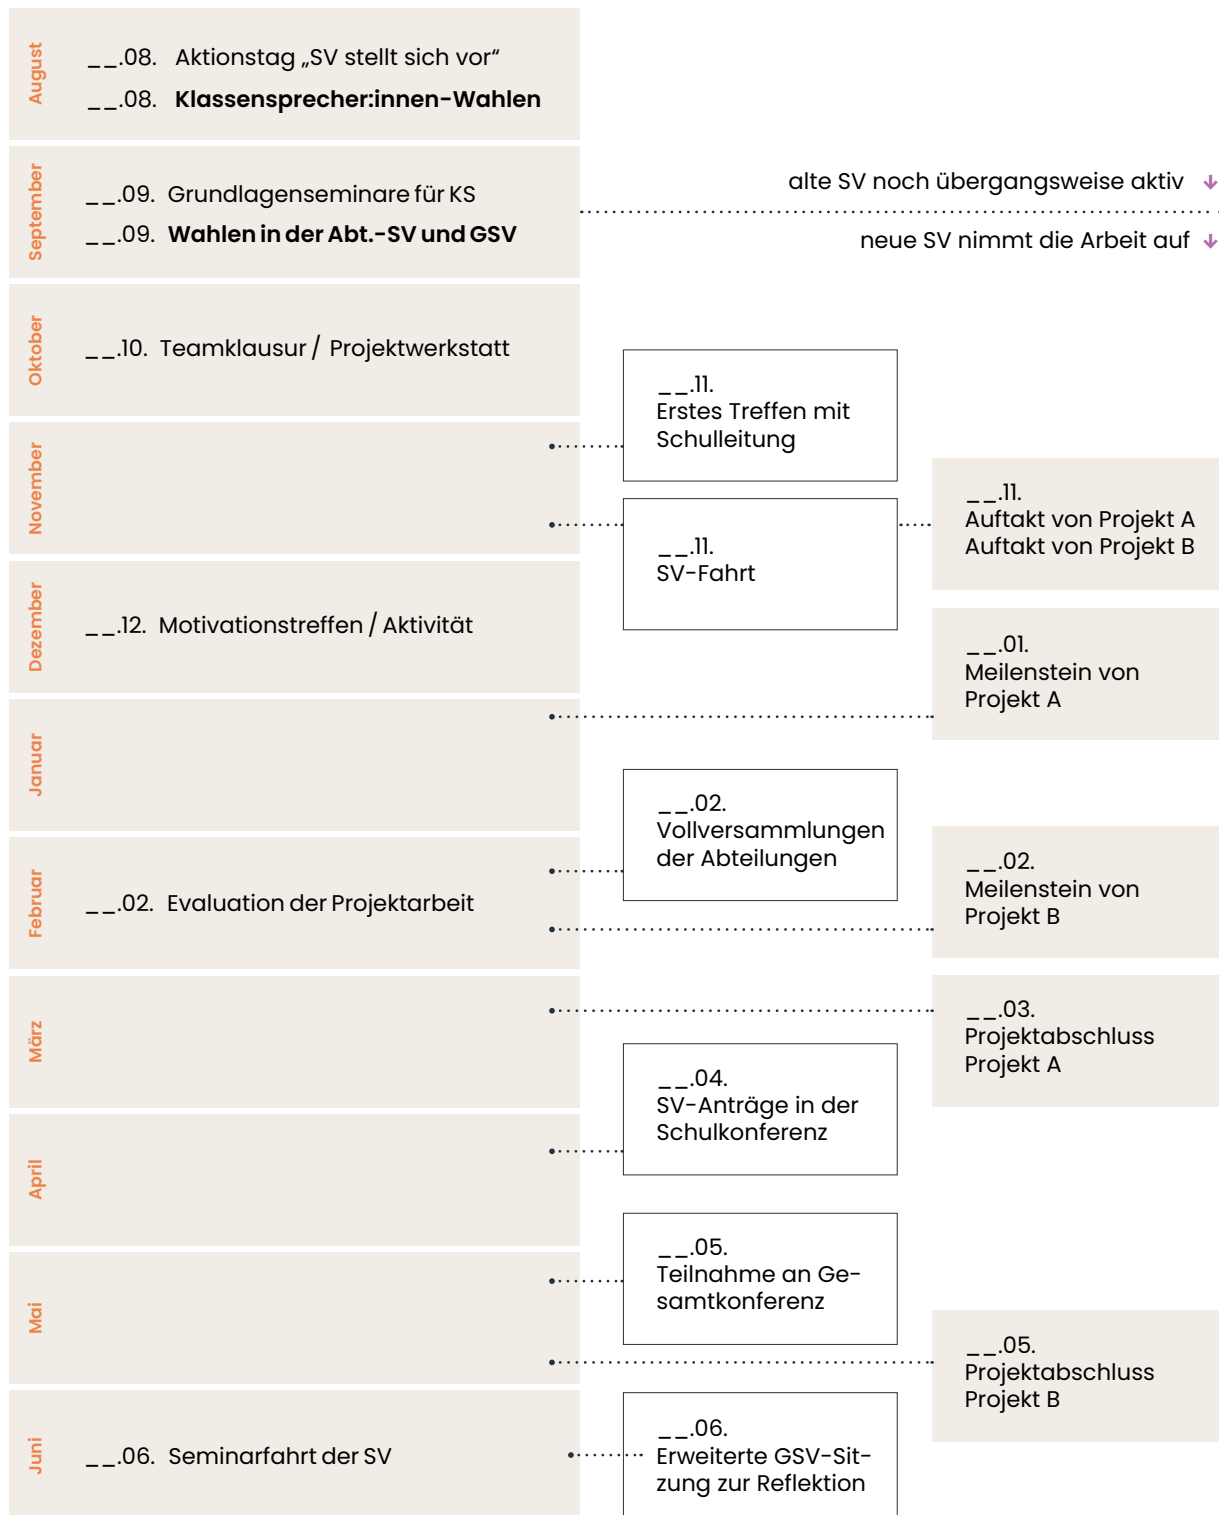 August
__.08. Aktionstag „SV stellt sich vor“
__.08. Klassensprecher:innen-Wahlen
September
__.09. Grundlagenseminare für KS
__.09. Wahlen in der Abt.-SV und GSV
alte SV noch übergangsweise aktiv ↓
neue SV nimmt die Arbeit auf ↓
Oktober
__.10. Teamklausur / Projektwerkstatt
November
__.11.
Erstes Treffen mit
Schulleitung
__.11.
SV-Fahrt
__.11.
Auftakt von Projekt A
Auftakt von Projekt B
Dezember
__.12. Motivationstreffen / Aktivität
Januar
__.01.
Meilenstein von
Projekt A
Februar
__.02. Evaluation der Projektarbeit
__.02.
Vollversammlungen
der Abteilungen
__.02.
Meilenstein von
Projekt B
März
__.03.
Projektabschluss
Projekt A
April
__.04.
SV-Anträge in der
Schulkonferenz
Mai
__.05.
Teilnahme an Ge-
samtkonferenz
__.05.
Projektabschluss
Projekt B
Juni
__.06. Seminarfahrt der SV
__.06.
Erweiterte GSV-Sit-
zung zur Reflektion